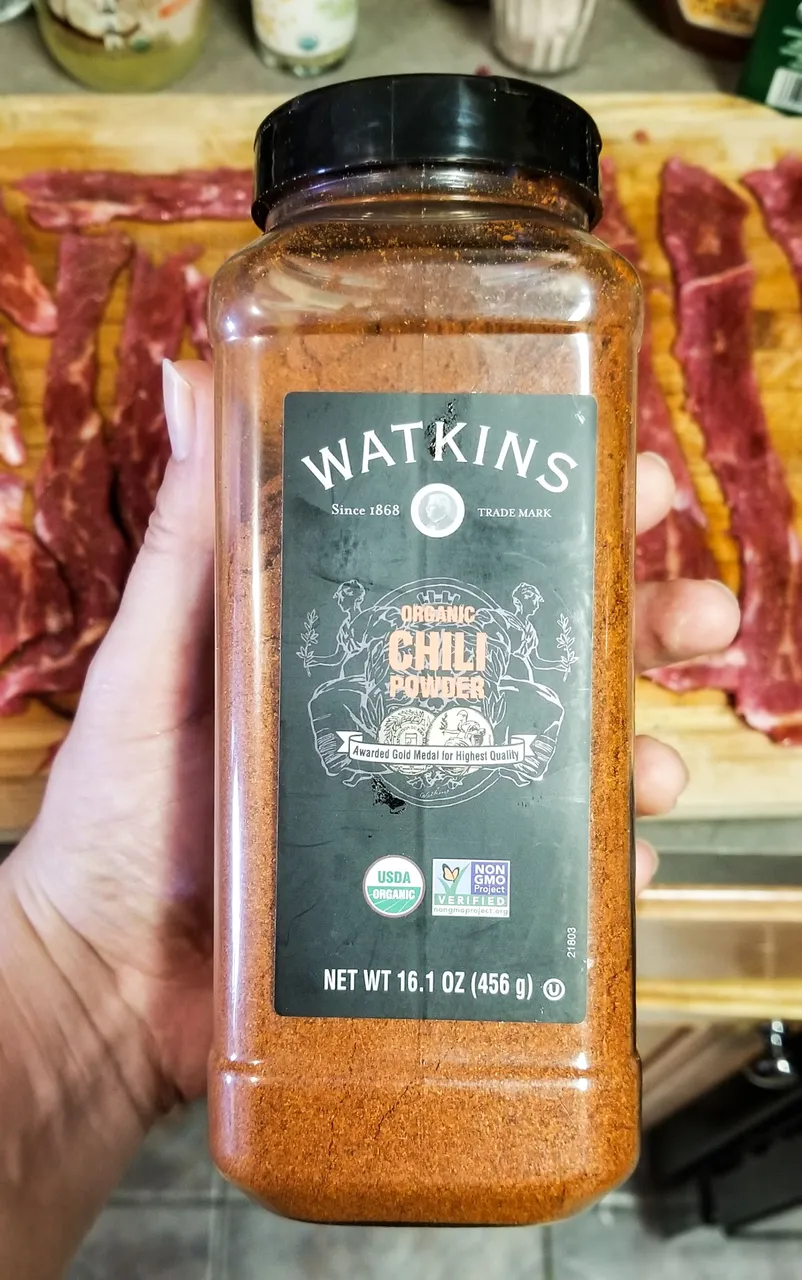 WATKINS
Since 1868 TRADE MARK
ORGANIC
CHILI
POWDER
Awarded Gold Medal for Highest Quality
Watkins
USDA
ORGANIC
NON
GMO
Project
VERIFIED
nongmoproject.org
21803
NET WT 16.1 OZ (456 g) U